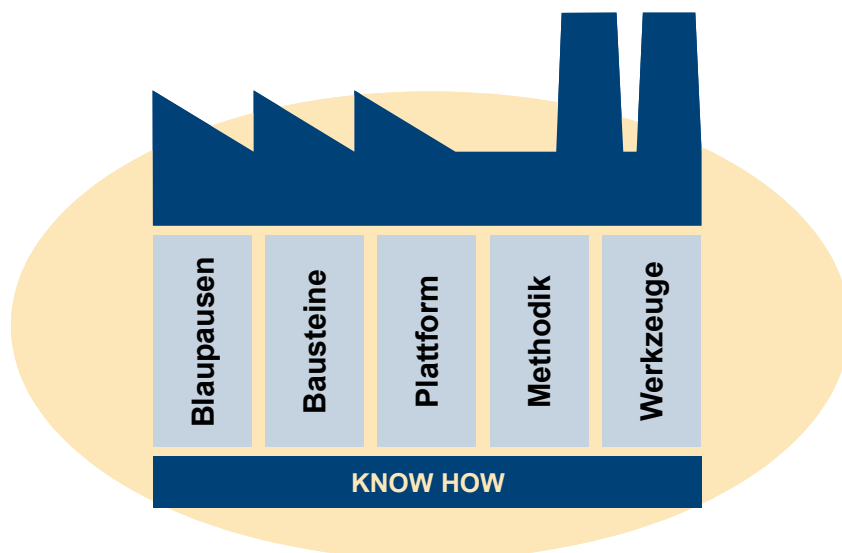 Blaupausen
Bausteine
Plattform
Methodik
Werkzeuge
KNOW HOW